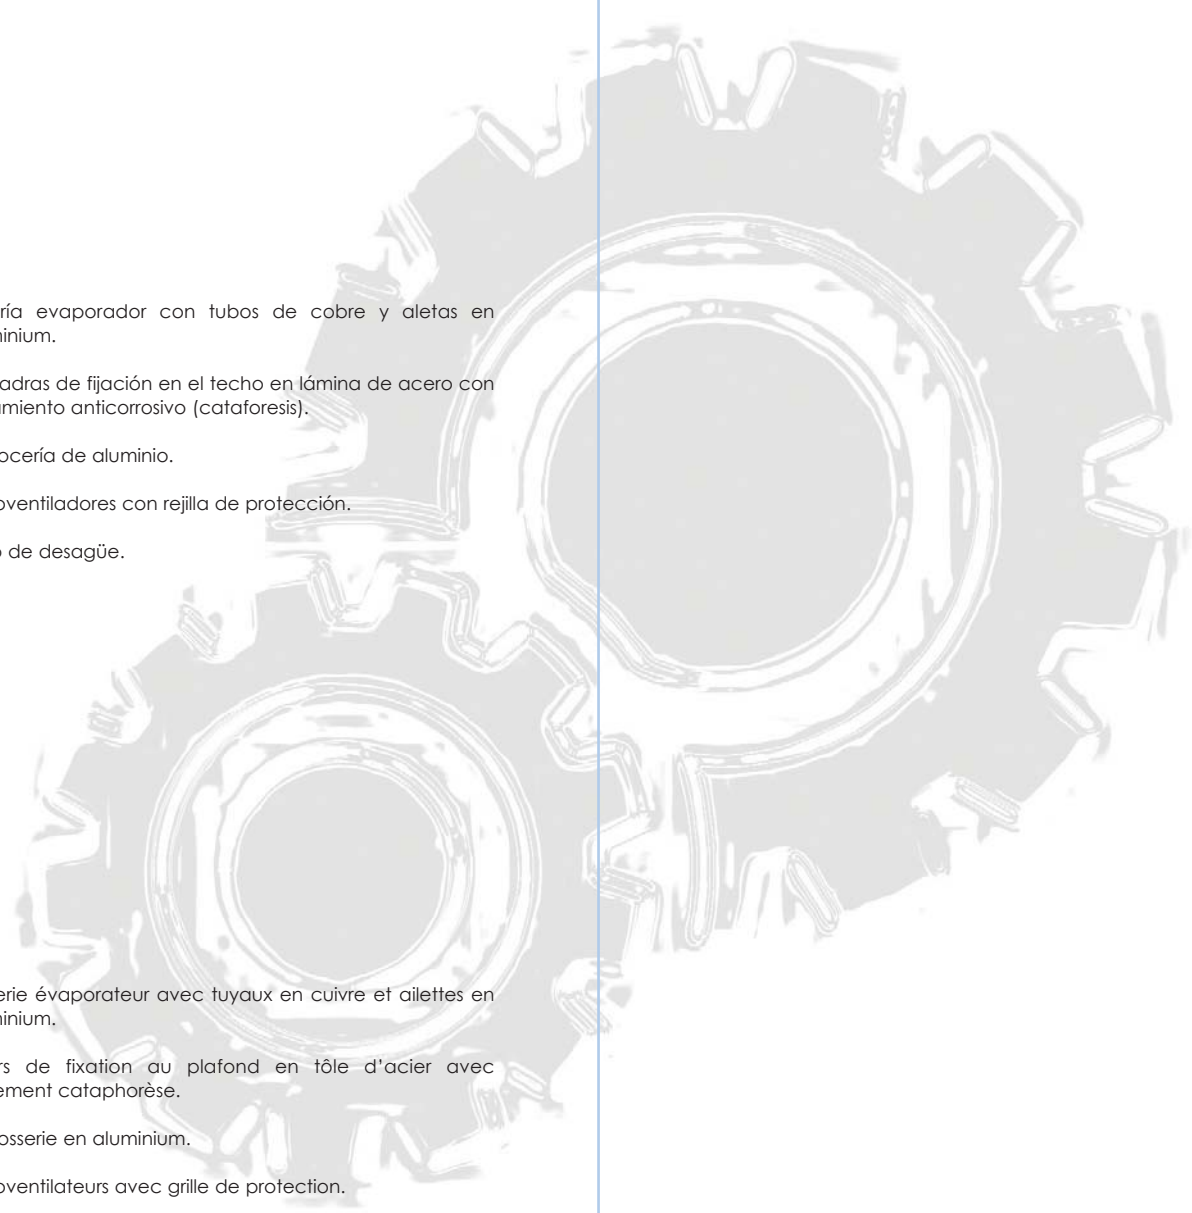 ría evaporador con tubos de cobre y aletas en
inium.
adras de fijación en el techo en lámina de acero con
amiento anticorrosivo (cataforesis).
ocería de aluminio.
oventiladores con rejilla de protección.
o de desagüe.
erie évaporateur avec tuyaux en cuivre et ailettes en
inium.
rs de fixation au plafond en tôle d’acier avec
ement cataphorèse.
osserie en aluminium.
oventilateurs avec grille de protection.